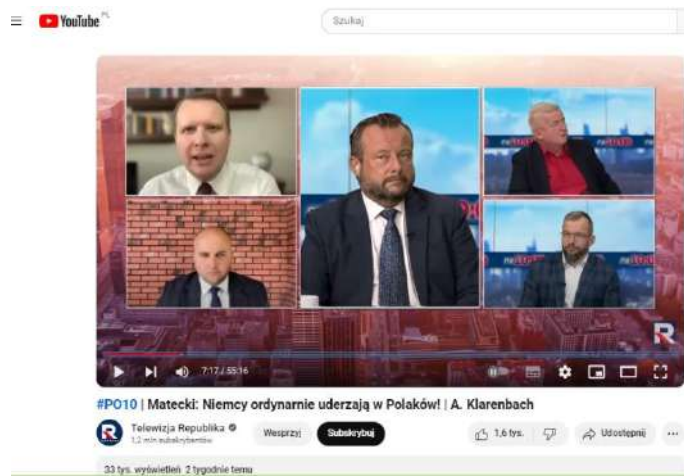 YouTube PL
Szukaj
R
7:17 / 55:16
#PO10 | Matecki: Niemcy ordynarnie uderzają w Polaków! | A. Klarenbach
Telewizja Republika
1,2 mln subskrybentów
Wesprzyj
Subskrybuj
1,6 tys.
Udostępnij
33 tys. wyświetleń 2 tygodnie temu